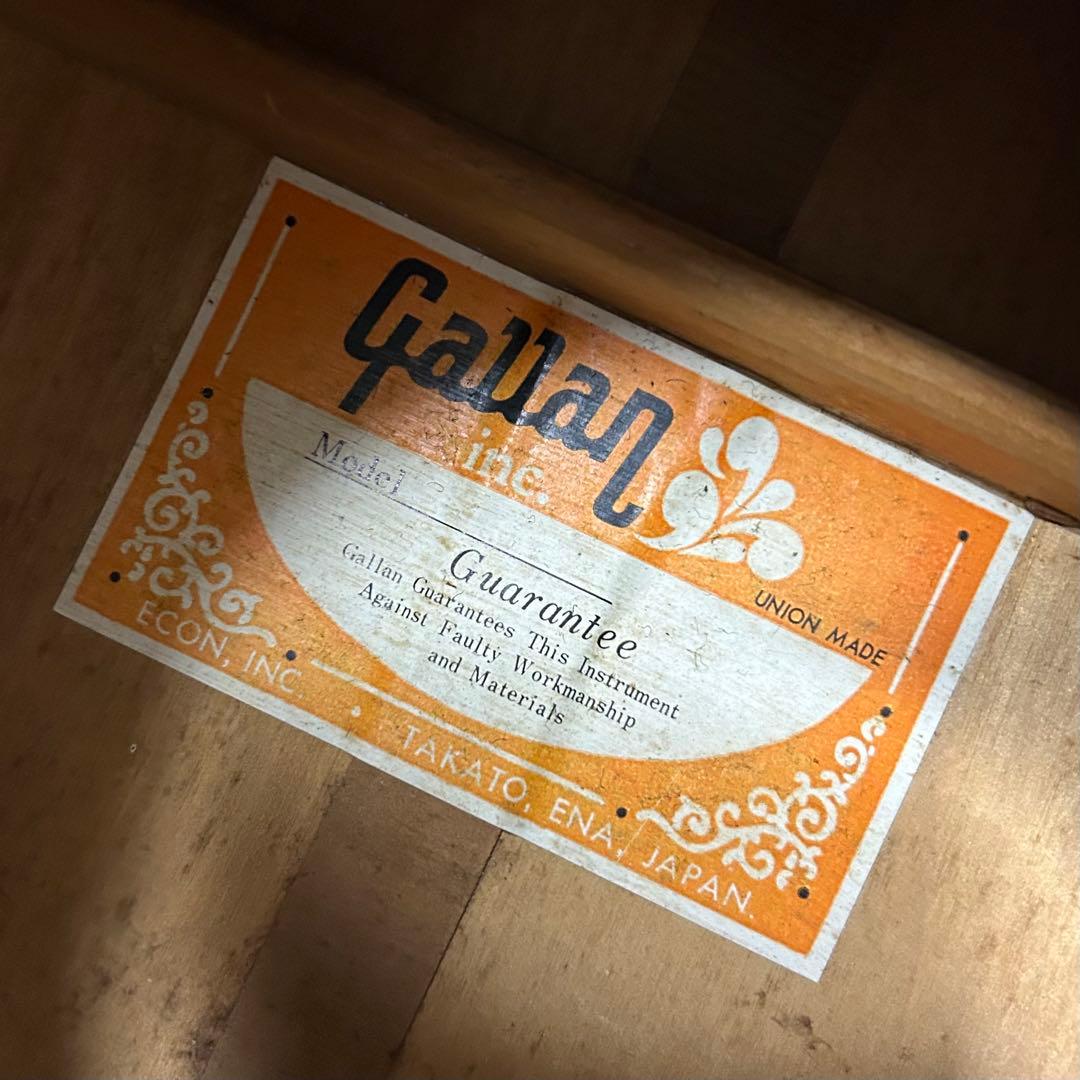 Gallan
inc.
Model
UNION MADE
Guarantee
Gallan Guarantees This Instrument
Against Faulty Workmanship
and Materials
ECON, INC. • TAKATO, ENA, JAPAN.